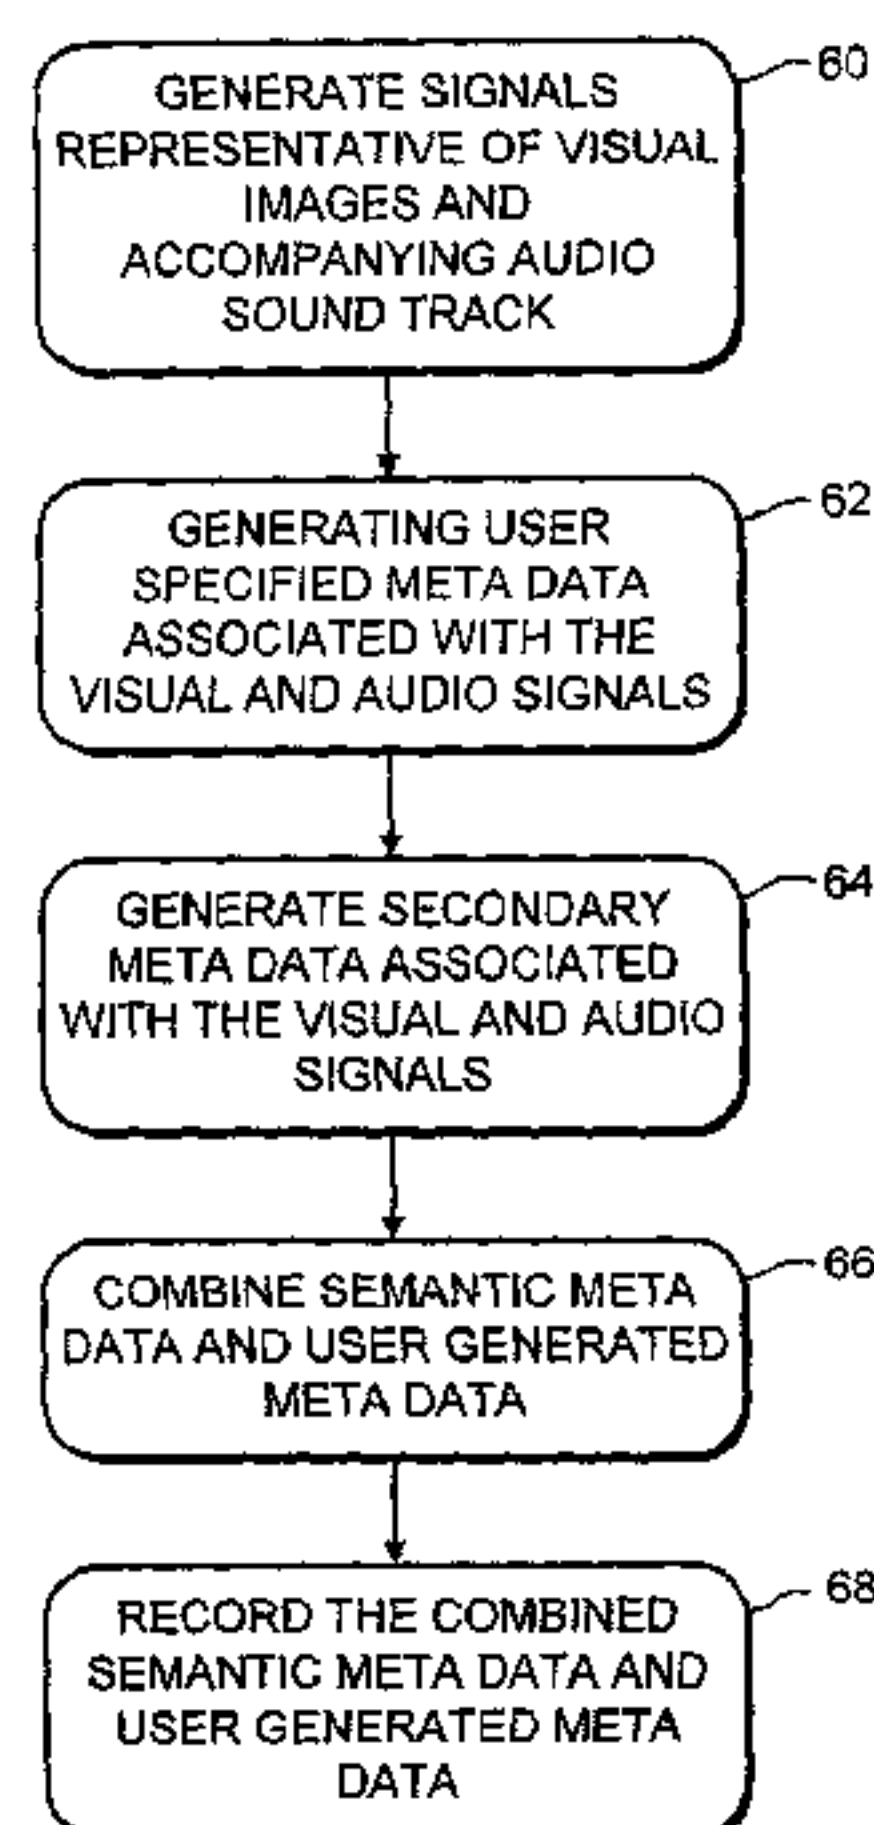 GENERATE SIGNALS
REPRESENTATIVE OF VISUAL
IMAGES AND
ACCOMPANYING AUDIO
SOUND TRACK
60
GENERATING USER
SPECIFIED META DATA
ASSOCIATED WITH THE
VISUAL AND AUDIO SIGNALS
62
GENERATE SECONDARY
META DATA ASSOCIATED
WITH THE VISUAL AND AUDIO
SIGNALS
64
COMBINE SEMANTIC META
DATA AND USER GENERATED
META DATA
66
RECORD THE COMBINED
SEMANTIC META DATA AND
USER GENERATED META
DATA
68